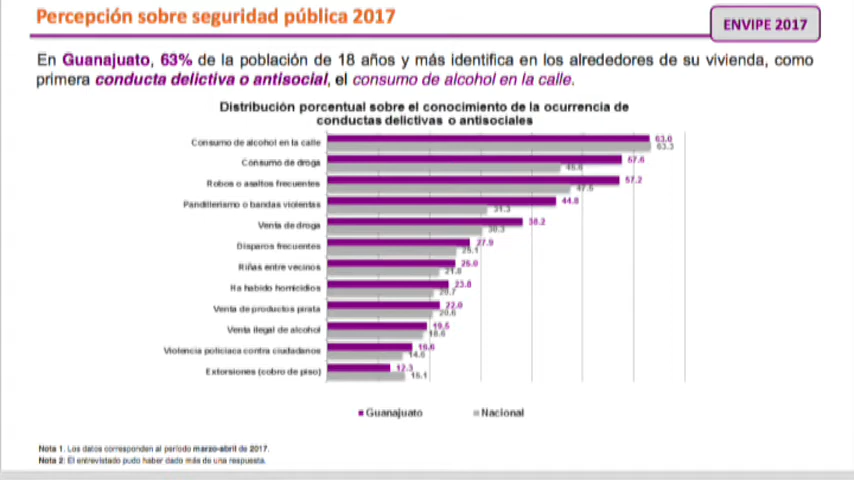 Percepción sobre seguridad pública 2017
ENVIPE 2017
En Guanajuato, 63% de la población de 18 años y más identifica en los alrededores de su vivienda, como
primera conducta delictiva o antisocial, el consumo de alcohol en la calle.
Distribución porcentual sobre el conocimiento de la ocurrencia de
conductas delictivas o antisociales
Consumo de alcohol en la calle
63.0
63.3
Consumo de droga
57.6
Robos o asaltos frecuentes
57.2
47.5
Pandillerismo o bandas violentas
44.8
31.3
Venta de droga
38.2
30.3
Disparos frecuentes
27.9
25.1
Riñas entre vecinos
25.0
21.8
Ha habido homicidios
23.8
20.7
Venta de productos pirata
22.0
20.6
Venta ilegal de alcohol
19.5
18.6
Violencia policiaca contra ciudadanos
16.6
14.6
Extorsiones (cobro de piso)
12.3
15.1
Guanajuato
Nacional
Nota 1. Los datos corresponden al periodo marzo-abril de 2017.
Nota 2: El entrevistado pudo haber dado más de una respuesta.